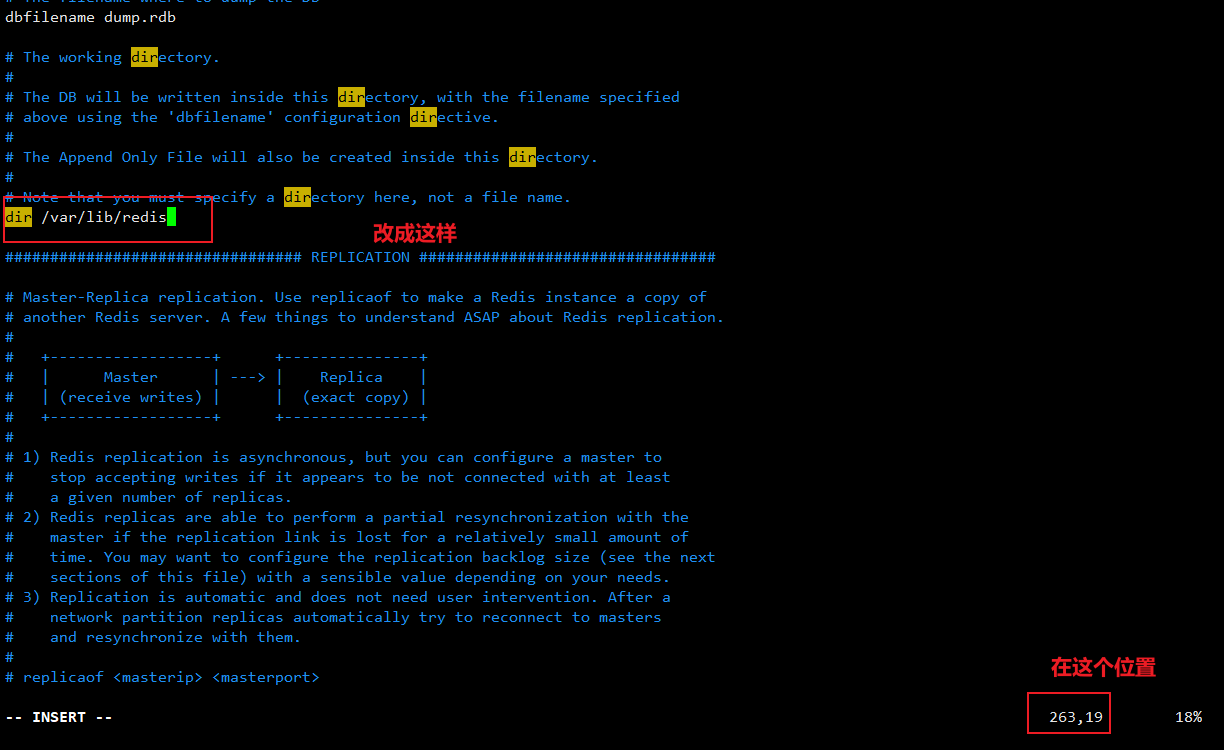 # The filename where to dump the DB
dbfilename dump.rdb
# The working directory.
#
# The DB will be written inside this directory, with the filename specified
# above using the 'dbfilename' configuration directive.
#
# The Append Only File will also be created inside this directory.
#
# Note that you must specify a directory here, not a file name.
dir /var/lib/redis
改成这样
################################# REPLICATION #################################
# Master-Replica replication. Use replicaof to make a Redis instance a copy of
# another Redis server. A few things to understand ASAP about Redis replication.
#
#   +------------------+      +---------------+
#   |      Master      | ---> |    Replica    |
#   | (receive writes) |      |  (exact copy) |
#   +------------------+      +---------------+
#
# 1) Redis replication is asynchronous, but you can configure a master to
#    stop accepting writes if it appears to be not connected with at least
#    a given number of replicas.
# 2) Redis replicas are able to perform a partial resynchronization with the
#    master if the replication link is lost for a relatively small amount of
#    time. You may want to configure the replication backlog size (see the next
#    sections of this file) with a sensible value depending on your needs.
# 3) Replication is automatic and does not need user intervention. After a
#    network partition replicas automatically try to reconnect to masters
#    and resynchronize with them.
#
# replicaof <masterip> <masterport>
在这个位置
-- INSERT -- 263,19 18%